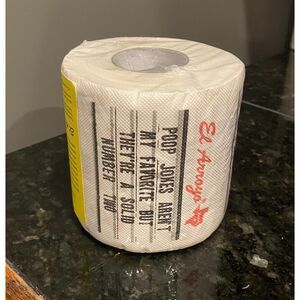 El Arroyo
POOP JOKES AREN'T
MY FAVORITE BUT
THEY'RE A SOLID
NUMBER TWO